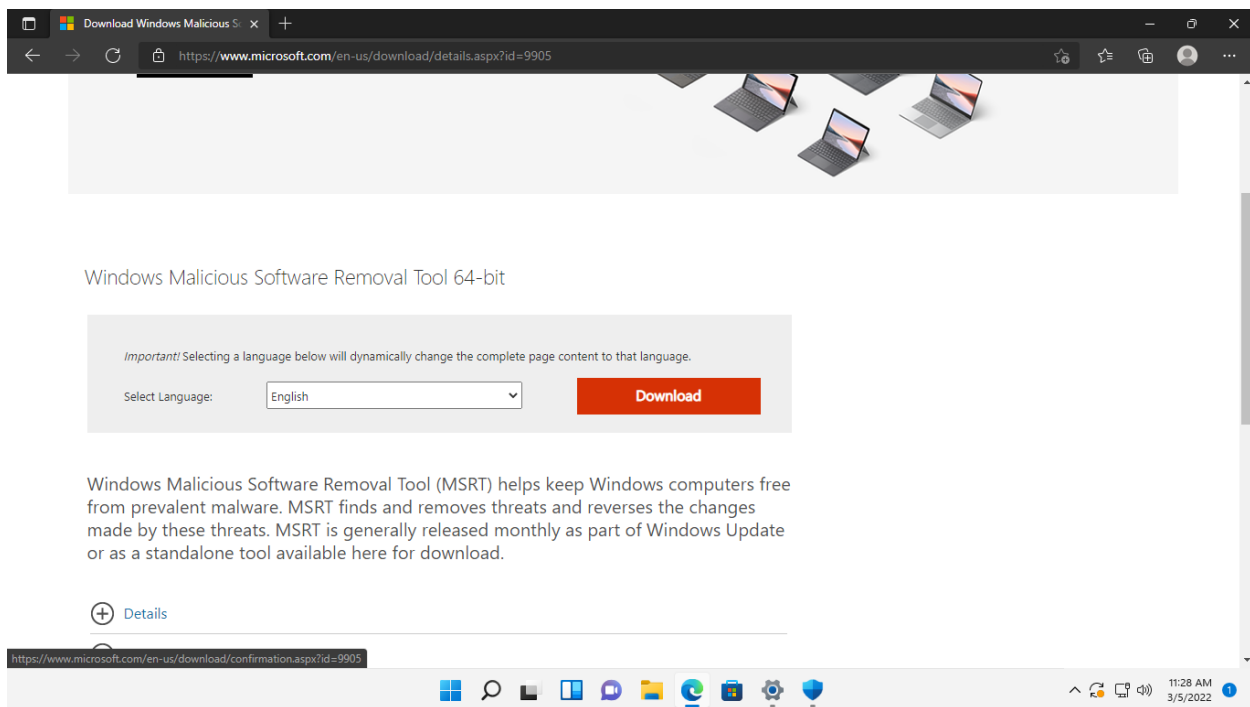 Download Windows Malicious So
https://www.microsoft.com/en-us/download/details.aspx?id=9905
Windows Malicious Software Removal Tool 64-bit
Important! Selecting a language below will dynamically change the complete page content to that language.
Select Language:
English
Download
Windows Malicious Software Removal Tool (MSRT) helps keep Windows computers free
from prevalent malware. MSRT finds and removes threats and reverses the changes
made by these threats. MSRT is generally released monthly as part of Windows Update
or as a standalone tool available here for download.
Details
https://www.microsoft.com/en-us/download/confirmation.aspx?id=9905
11:28 AM
3/5/2022
1